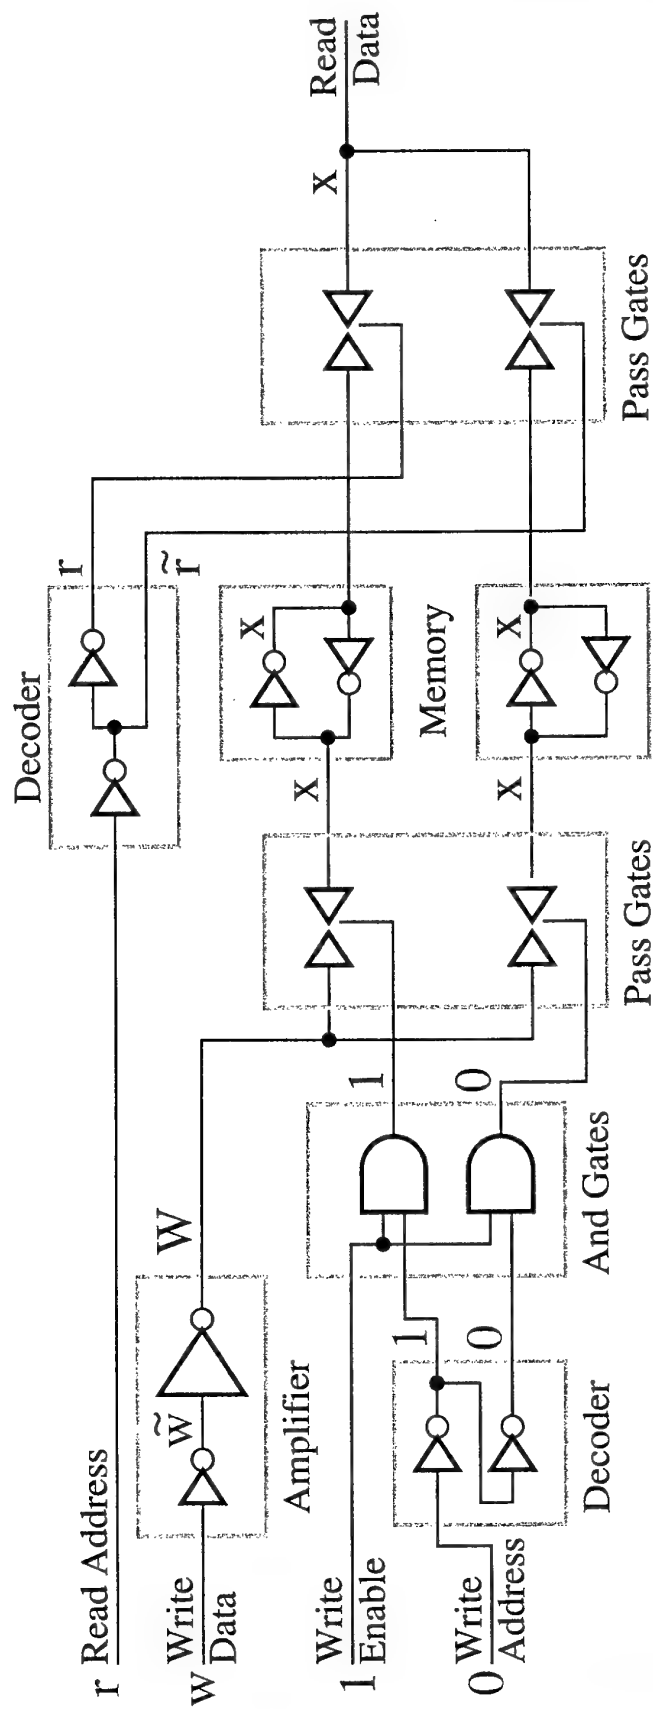 r Read Address
Decoder
r
r̃
Write
Data
w
w̃
W
Amplifier
Write
Enable
1
Write
Address
0
Decoder
1
0
And Gates
1
0
Pass Gates
x
x
Memory
x
x
Pass Gates
x
Read
Data